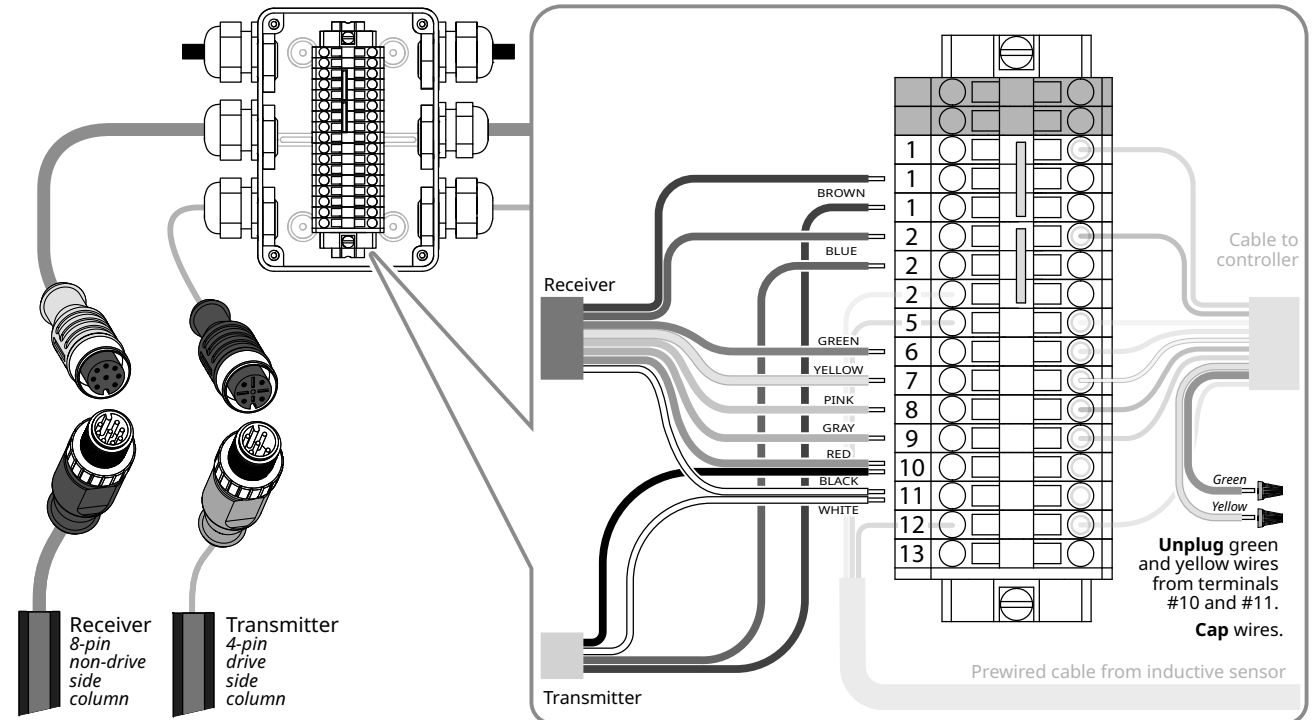 Receiver
8-pin
non-drive
side
column
Transmitter
4-pin
drive
side
column
Receiver
Transmitter
BROWN
BLUE
GREEN
YELLOW
PINK
GRAY
RED
BLACK
WHITE
1
1
1
2
2
2
5
6
7
8
9
10
11
12
13
Cable to
controller
Green
Yellow
Unplug green
and yellow wires
from terminals
#10 and #11.
Cap wires.
Prewired cable from inductive sensor